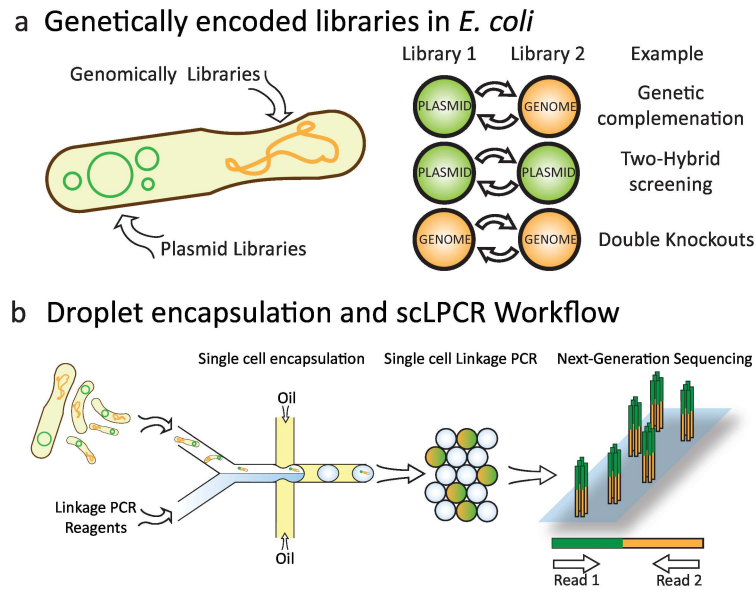 a Genetically encoded libraries in E. coli
Genomically Libraries
Plasmid Libraries
Library 1 Library 2 Example
PLASMID GENOME Genetic
complemenation
PLASMID PLASMID Two-Hybrid
screening
GENOME GENOME Double Knockouts
b Droplet encapsulation and scLPCR Workflow
Single cell encapsulation Single cell Linkage PCR Next-Generation Sequencing
Oil
Linkage PCR
Reagents
Oil
Read 1 Read 2